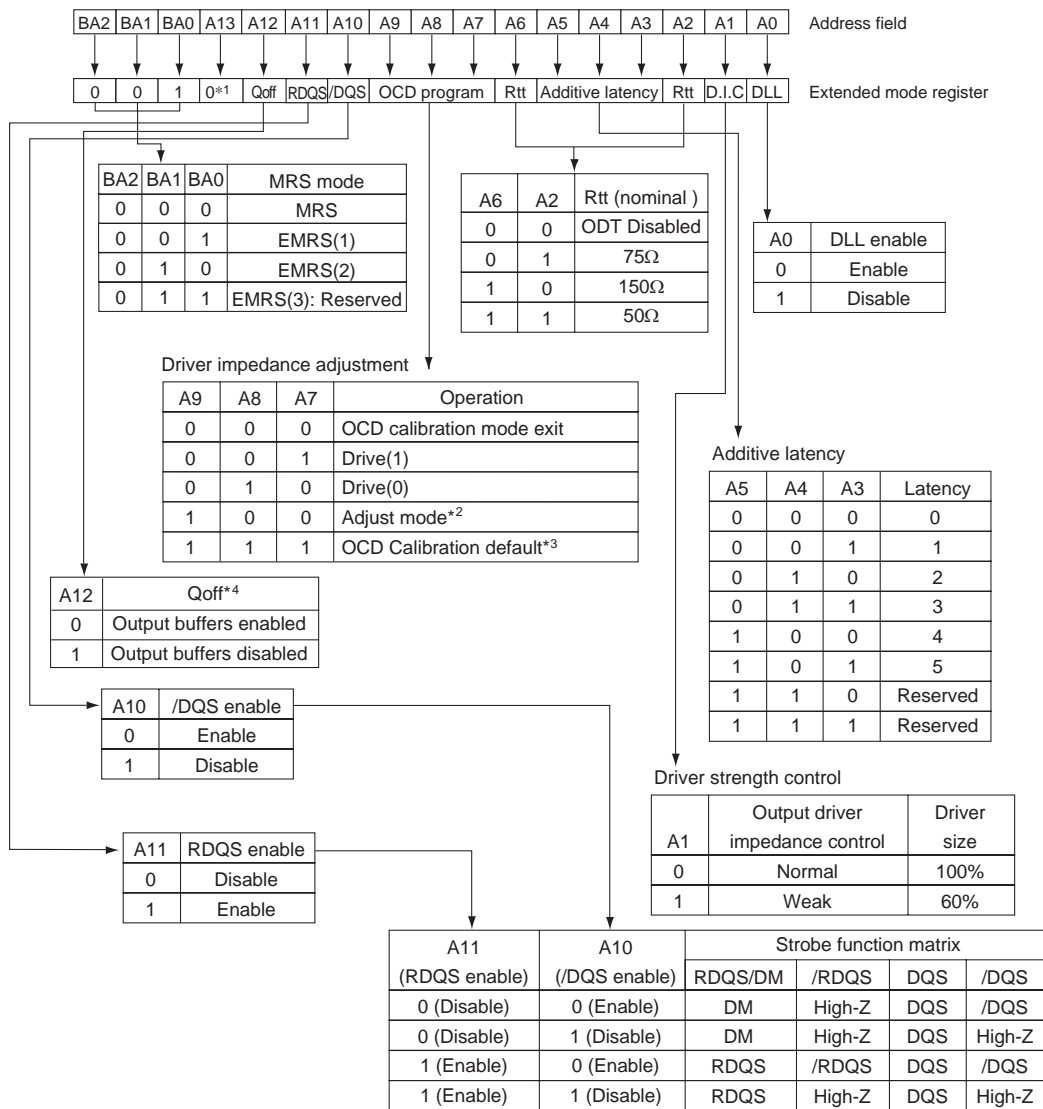 BA2 BA1 BA0 A13 A12 A11 A10 A9 A8 A7 A6 A5 A4 A3 A2 A1 A0 Address field
0 0 1 0*1 Qoff RDQS /DQS OCD program Rtt Additive latency Rtt D.I.C DLL Extended mode register
BA2 BA1 BA0 MRS mode
0 0 0 MRS
0 0 1 EMRS(1)
0 1 0 EMRS(2)
0 1 1 EMRS(3): Reserved
A6 A2 Rtt (nominal )
0 0 ODT Disabled
0 1 75Ω
1 0 150Ω
1 1 50Ω
A0 DLL enable
0 Enable
1 Disable
Driver impedance adjustment
A9 A8 A7 Operation
0 0 0 OCD calibration mode exit
0 0 1 Drive(1)
0 1 0 Drive(0)
1 0 0 Adjust mode*2
1 1 1 OCD Calibration default*3
Additive latency
A5 A4 A3 Latency
0 0 0 0
0 0 1 1
0 1 0 2
0 1 1 3
1 0 0 4
1 0 1 5
1 1 0 Reserved
1 1 1 Reserved
A12 Qoff*4
0 Output buffers enabled
1 Output buffers disabled
A10 /DQS enable
0 Enable
1 Disable
Driver strength control
A1 Output driver impedance control Driver size
0 Normal 100%
1 Weak 60%
A11 RDQS enable
0 Disable
1 Enable
A11 A10 Strobe function matrix
(RDQS enable) (/DQS enable) RDQS/DM /RDQS DQS /DQS
0 (Disable) 0 (Enable) DM High-Z DQS /DQS
0 (Disable) 1 (Disable) DM High-Z DQS High-Z
1 (Enable) 0 (Enable) RDQS /RDQS DQS /DQS
1 (Enable) 1 (Disable) RDQS High-Z DQS High-Z